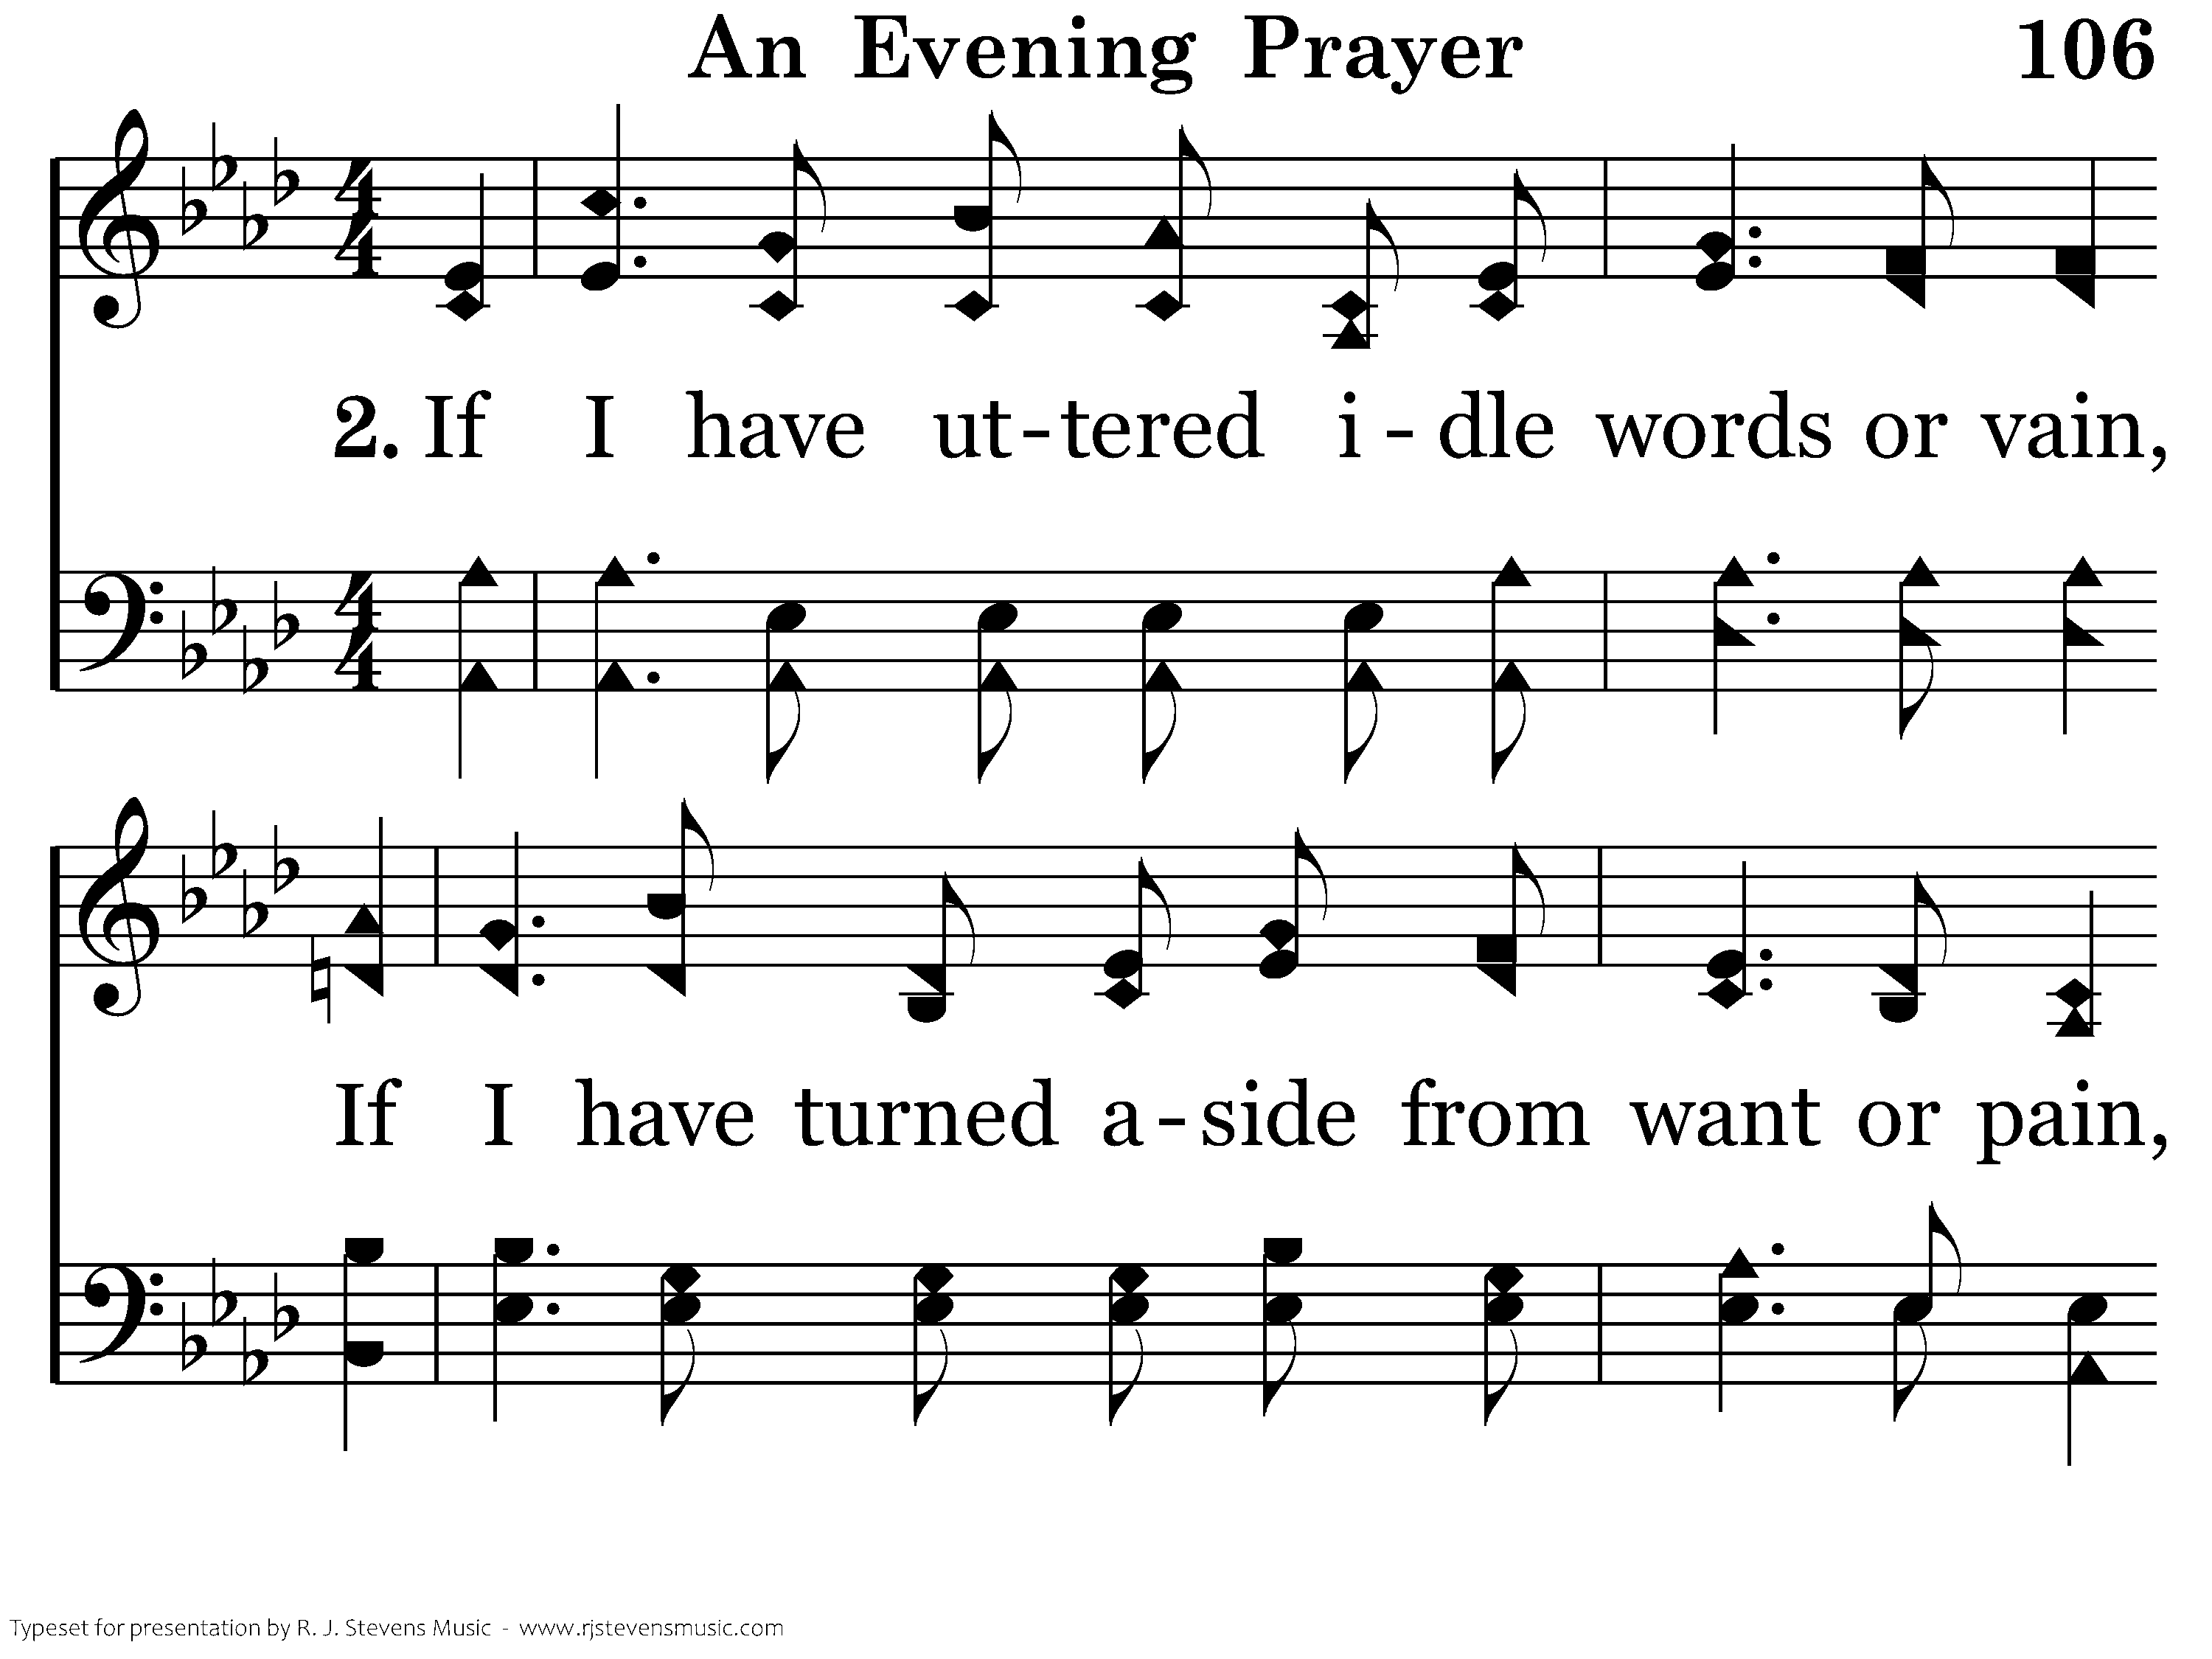 An Evening Prayer 106
2. If I have ut-tered i-dle words or vain,
If I have turned a-side from want or pain,
Typeset for presentation by R. J. Stevens Music - www.rjstevensmusic.com